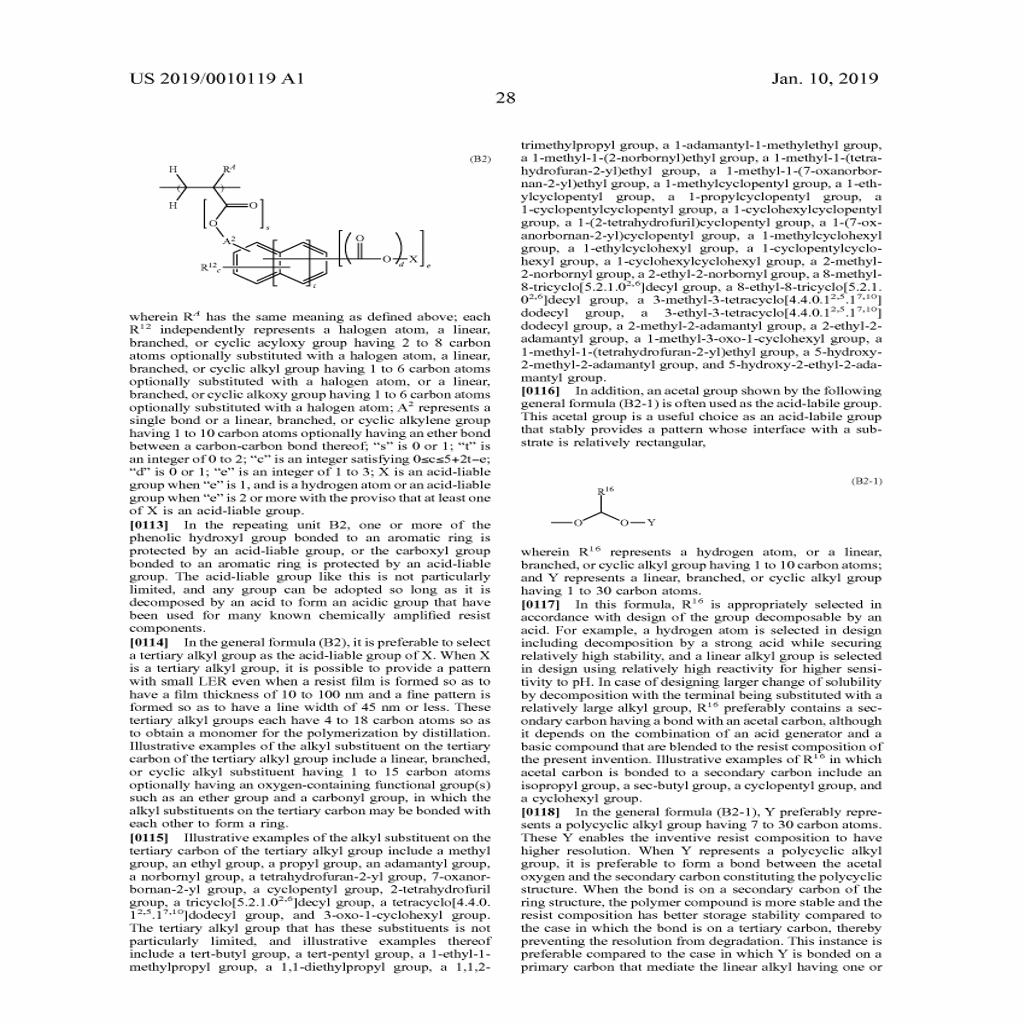 US 2019/0010119 A1
Jan. 10, 2019
28
(B2)
H
R^A
H
O
O
s
A²
O
R¹²c
O
d
X
e
t
wherein R^A has the same meaning as defined above; each
R¹² independently represents a halogen atom, a linear,
branched, or cyclic acyloxy group having 2 to 8 carbon
atoms optionally substituted with a halogen atom, a linear,
branched, or cyclic alkyl group having 1 to 6 carbon atoms
optionally substituted with a halogen atom, or a linear,
branched, or cyclic alkoxy group having 1 to 6 carbon atoms
optionally substituted with a halogen atom; A² represents a
single bond or a linear, branched, or cyclic alkylene group
having 1 to 10 carbon atoms optionally having an ether bond
between a carbon-carbon bond thereof; “s” is 0 or 1; “t” is
an integer of 0 to 2; “c” is an integer satisfying 0≤c≤5+2t−e;
“d” is 0 or 1; “e” is an integer of 1 to 3; X is an acid-liable
group when “e” is 1, and is a hydrogen atom or an acid-liable
group when “e” is 2 or more with the proviso that at least one
of X is an acid-liable group.
[0113] In the repeating unit B2, one or more of the
phenolic hydroxyl group bonded to an aromatic ring is
protected by an acid-liable group, or the carboxyl group
bonded to an aromatic ring is protected by an acid-liable
group. The acid-liable group like this is not particularly
limited, and any group can be adopted so long as it is
decomposed by an acid to form an acidic group that have
been used for many known chemically amplified resist
components.
[0114] In the general formula (B2), it is preferable to select
a tertiary alkyl group as the acid-liable group of X. When X
is a tertiary alkyl group, it is possible to provide a pattern
with small LER even when a resist film is formed so as to
have a film thickness of 10 to 100 nm and a fine pattern is
formed so as to have a line width of 45 nm or less. These
tertiary alkyl groups each have 4 to 18 carbon atoms so as
to obtain a monomer for the polymerization by distillation.
Illustrative examples of the alkyl substituent on the tertiary
carbon of the tertiary alkyl group include a linear, branched,
or cyclic alkyl substituent having 1 to 15 carbon atoms
optionally having an oxygen-containing functional group(s)
such as an ether group and a carbonyl group, in which the
alkyl substituents on the tertiary carbon may be bonded with
each other to form a ring.
[0115] Illustrative examples of the alkyl substituent on the
tertiary carbon of the tertiary alkyl group include a methyl
group, an ethyl group, a propyl group, an adamantyl group,
a norbornyl group, a tetrahydrofuran-2-yl group, 7-oxanor-
bornan-2-yl group, a cyclopentyl group, 2-tetrahydrofuril
group, a tricyclo[5.2.1.0²,⁶]decyl group, a tetracyclo[4.4.0.
1²,⁵.1⁷,¹⁰]dodecyl group, and 3-oxo-1-cyclohexyl group.
The tertiary alkyl group that has these substituents is not
particularly limited, and illustrative examples thereof
include a tert-butyl group, a tert-pentyl group, a 1-ethyl-1-
methylpropyl group, a 1,1-diethylpropyl group, a 1,1,2-
trimethylpropyl group, a 1-adamantyl-1-methylethyl group,
a 1-methyl-1-(2-norbornyl)ethyl group, a 1-methyl-1-(tetra-
hydrofuran-2-yl)ethyl group, a 1-methyl-1-(7-oxanorbor-
nan-2-yl)ethyl group, a 1-methylcyclopentyl group, a 1-eth-
ylcyclopentyl group, a 1-propylcyclopentyl group, a
1-cyclopentylcyclopentyl group, a 1-cyclohexylcyclopentyl
group, a 1-(2-tetrahydrofuril)cyclopentyl group, a 1-(7-ox-
anorbornan-2-yl)cyclopentyl group, a 1-methylcyclohexyl
group, a 1-ethylcyclohexyl group, a 1-cyclopentylcyclo-
hexyl group, a 1-cyclohexylcyclohexyl group, a 2-methyl-
2-norbornyl group, a 2-ethyl-2-norbornyl group, a 8-methyl-
8-tricyclo[5.2.1.0²,⁶]decyl group, a 8-ethyl-8-tricyclo[5.2.1.
0²,⁶]decyl group, a 3-methyl-3-tetracyclo[4.4.0.1²,⁵.1⁷,¹⁰]
dodecyl group, a 3-ethyl-3-tetracyclo[4.4.0.1²,⁵.1⁷,¹⁰]
dodecyl group, a 2-methyl-2-adamantyl group, a 2-ethyl-2-
adamantyl group, a 1-methyl-3-oxo-1-cyclohexyl group, a
1-methyl-1-(tetrahydrofuran-2-yl)ethyl group, a 5-hydroxy-
2-methyl-2-adamantyl group, and 5-hydroxy-2-ethyl-2-ada-
mantyl group.
[0116] In addition, an acetal group shown by the following
general formula (B2-1) is often used as the acid-labile group.
This acetal group is a useful choice as an acid-labile group
that stably provides a pattern whose interface with a sub-
strate is relatively rectangular,
(B2-1)
R¹⁶
O
O—Y
wherein R¹⁶ represents a hydrogen atom, or a linear,
branched, or cyclic alkyl group having 1 to 10 carbon atoms;
and Y represents a linear, branched, or cyclic alkyl group
having 1 to 30 carbon atoms.
[0117] In this formula, R¹⁶ is appropriately selected in
accordance with design of the group decomposable by an
acid. For example, a hydrogen atom is selected in design
including decomposition by a strong acid while securing
relatively high stability, and a linear alkyl group is selected
in design using relatively high reactivity for higher sensi-
tivity to pH. In case of designing larger change of solubility
by decomposition with the terminal being substituted with a
relatively large alkyl group, R¹⁶ preferably contains a sec-
ondary carbon having a bond with an acetal carbon, although
it depends on the combination of an acid generator and a
basic compound that are blended to the resist composition of
the present invention. Illustrative examples of R¹⁶ in which
acetal carbon is bonded to a secondary carbon include an
isopropyl group, a sec-butyl group, a cyclopentyl group, and
a cyclohexyl group.
[0118] In the general formula (B2-1), Y preferably repre-
sents a polycyclic alkyl group having 7 to 30 carbon atoms.
These Y enables the inventive resist composition to have
higher resolution. When Y represents a polycyclic alkyl
group, it is preferable to form a bond between the acetal
oxygen and the secondary carbon constituting the polycyclic
structure. When the bond is on a secondary carbon of the
ring structure, the polymer compound is more stable and the
resist composition has better storage stability compared to
the case in which the bond is on a tertiary carbon, thereby
preventing the resolution from degradation. This instance is
preferable compared to the case in which Y is bonded on a
primary carbon that mediate the linear alkyl having one or